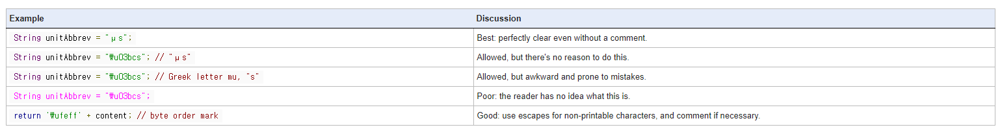 Example Discussion
String unitAbbrev = "μs"; Best: perfectly clear even without a comment.
String unitAbbrev = "₩u03bcs"; // "μs" Allowed, but there's no reason to do this.
String unitAbbrev = "₩u03bcs"; // Greek letter mu, "s" Allowed, but awkward and prone to mistakes.
String unitAbbrev = "₩u03bcs"; Poor: the reader has no idea what this is.
return '₩ufeff' + content; // byte order mark Good: use escapes for non-printable characters, and comment if necessary.